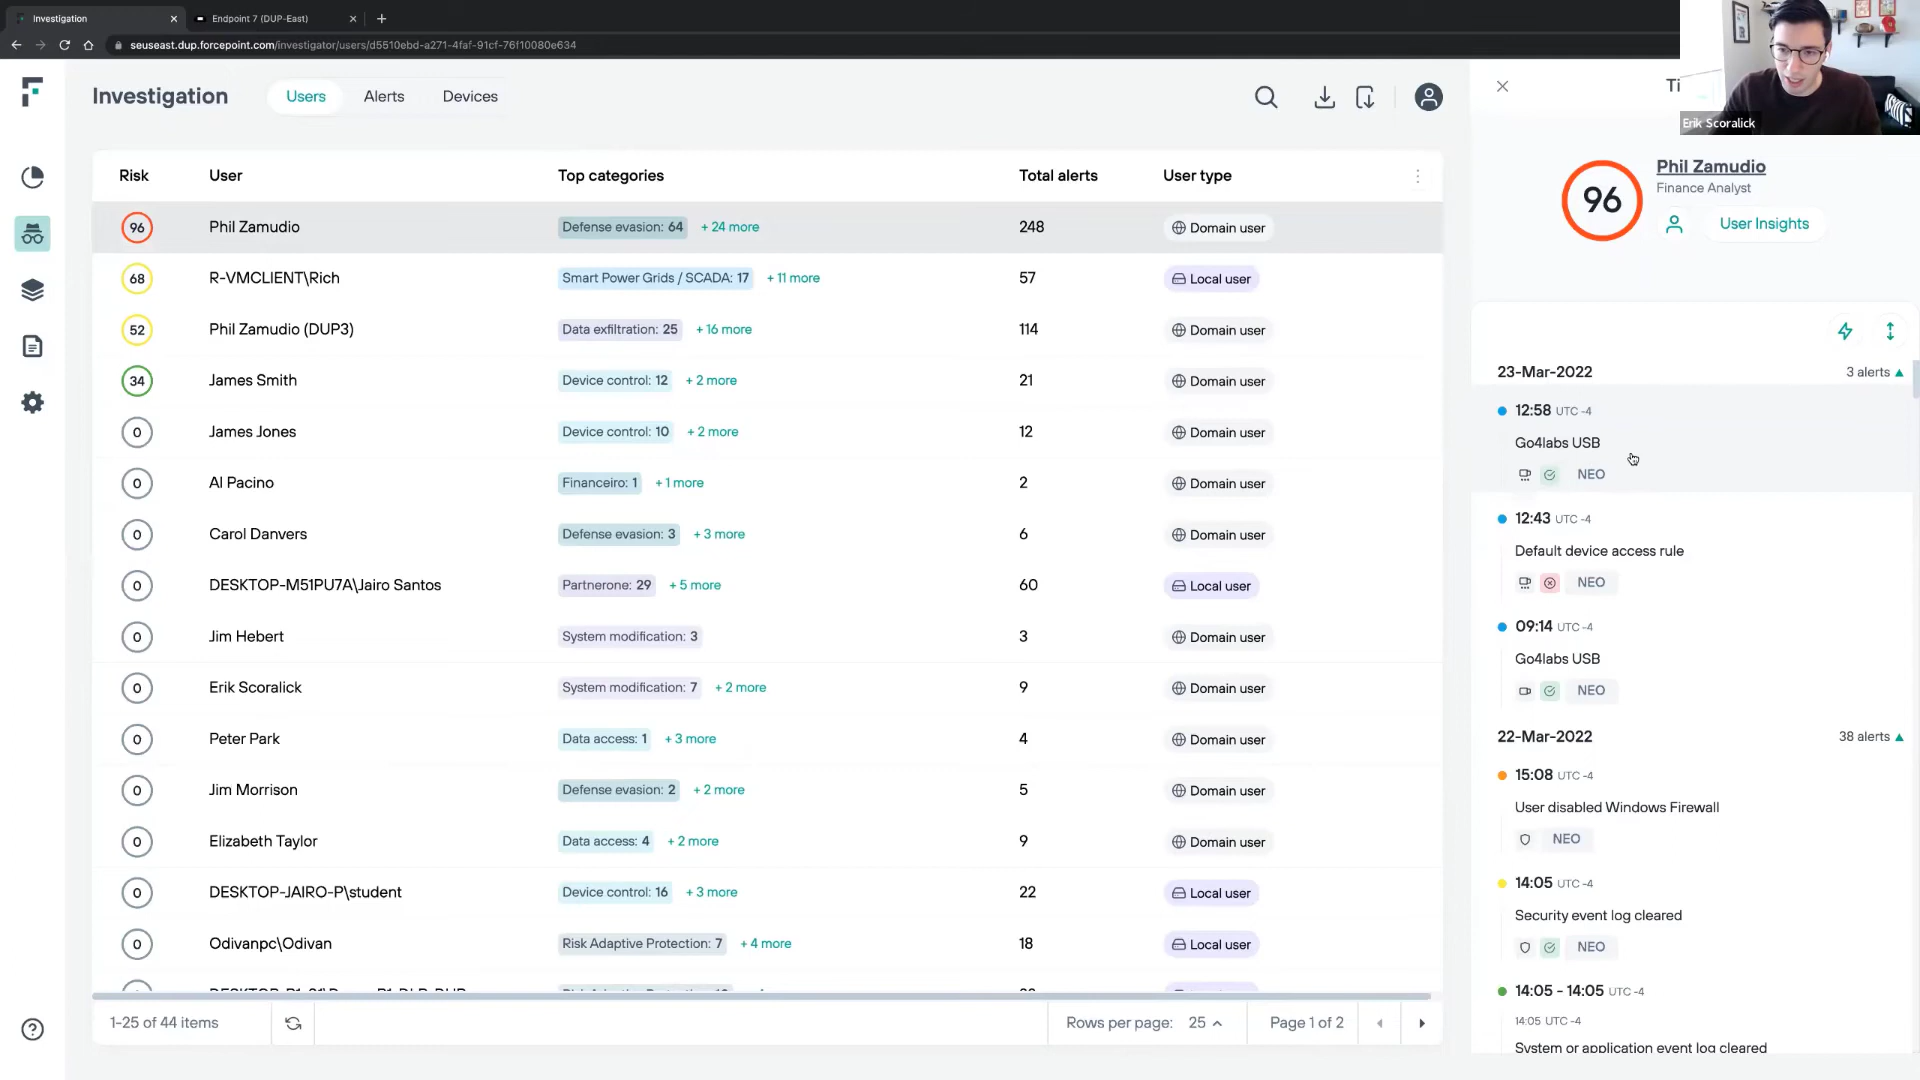 Investigation
Endpoint 7 (DUP-East)
seuseast.dup.forcepoint.com/investigator/users/d5510ebd-a271-4faf-91cf-76f10080e634
Erik Scoralick
Investigation Users Alerts Devices
Risk User Top categories Total alerts User type
96 Phil Zamudio Defense evasion: 64 + 24 more 248 Domain user
68 R-VMCLIENT\Rich Smart Power Grids / SCADA: 17 + 11 more 57 Local user
52 Phil Zamudio (DUP3) Data exfiltration: 25 + 16 more 114 Domain user
34 James Smith Device control: 12 + 2 more 21 Domain user
0 James Jones Device control: 10 + 2 more 12 Domain user
0 Al Pacino Financeiro: 1 + 1 more 2 Domain user
0 Carol Danvers Defense evasion: 3 + 3 more 6 Domain user
0 DESKTOP-M51PU7A\Jairo Santos Partnerone: 29 + 5 more 60 Local user
0 Jim Hebert System modification: 3 3 Domain user
0 Erik Scoralick System modification: 7 + 2 more 9 Domain user
0 Peter Park Data access: 1 + 3 more 4 Domain user
0 Jim Morrison Defense evasion: 2 + 2 more 5 Domain user
0 Elizabeth Taylor Data access: 4 + 2 more 9 Domain user
0 DESKTOP-JAIRO-P\student Device control: 16 + 3 more 22 Local user
0 Odivanpc\Odivan Risk Adaptive Protection: 7 + 4 more 18 Local user
1-25 of 44 items
Rows per page: 25
Page 1 of 2
Ti
96
Phil Zamudio
Finance Analyst
User Insights
23-Mar-2022 3 alerts
12:58 UTC -4
Go4labs USB
NEO
12:43 UTC -4
Default device access rule
NEO
09:14 UTC -4
Go4labs USB
NEO
22-Mar-2022 38 alerts
15:08 UTC -4
User disabled Windows Firewall
NEO
14:05 UTC -4
Security event log cleared
NEO
14:05 - 14:05 UTC -4
14:05 UTC -4
System or application event log cleared